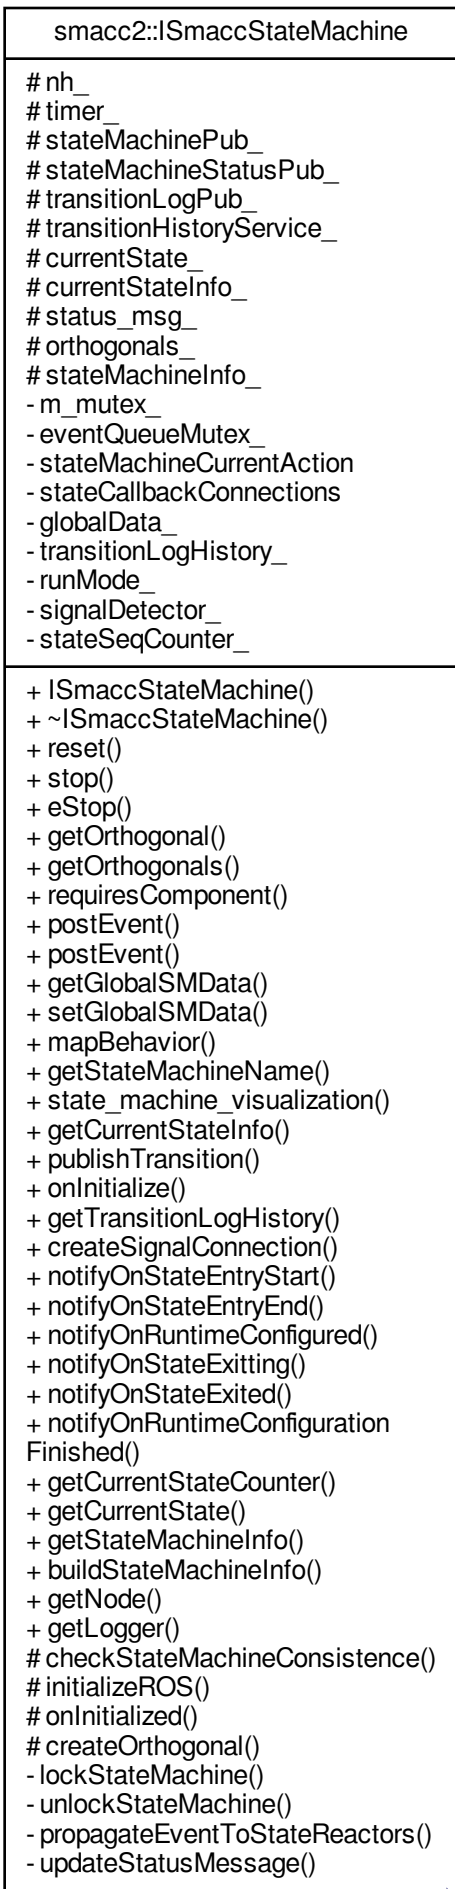 smacc2::ISmaccStateMachine
# nh_
# timer_
# stateMachinePub_
# stateMachineStatusPub_
# transitionLogPub_
# transitionHistoryService_
# currentState_
# currentStateInfo_
# status_msg_
# orthogonals_
# stateMachineInfo_
- m_mutex_
- eventQueueMutex_
- stateMachineCurrentAction
- stateCallbackConnections
- globalData_
- transitionLogHistory_
- runMode_
- signalDetector_
- stateSeqCounter_
+ ISmaccStateMachine()
+ ~ISmaccStateMachine()
+ reset()
+ stop()
+ eStop()
+ getOrthogonal()
+ getOrthogonals()
+ requiresComponent()
+ postEvent()
+ postEvent()
+ getGlobalSMData()
+ setGlobalSMData()
+ mapBehavior()
+ getStateMachineName()
+ state_machine_visualization()
+ getCurrentStateInfo()
+ publishTransition()
+ onInitialize()
+ getTransitionLogHistory()
+ createSignalConnection()
+ notifyOnStateEntryStart()
+ notifyOnStateEntryEnd()
+ notifyOnRuntimeConfigured()
+ notifyOnStateExitting()
+ notifyOnStateExited()
+ notifyOnRuntimeConfiguration
Finished()
+ getCurrentStateCounter()
+ getCurrentState()
+ getStateMachineInfo()
+ buildStateMachineInfo()
+ getNode()
+ getLogger()
# checkStateMachineConsistence()
# initializeROS()
# onInitialized()
# createOrthogonal()
- lockStateMachine()
- unlockStateMachine()
- propagateEventToStateReactors()
- updateStatusMessage()